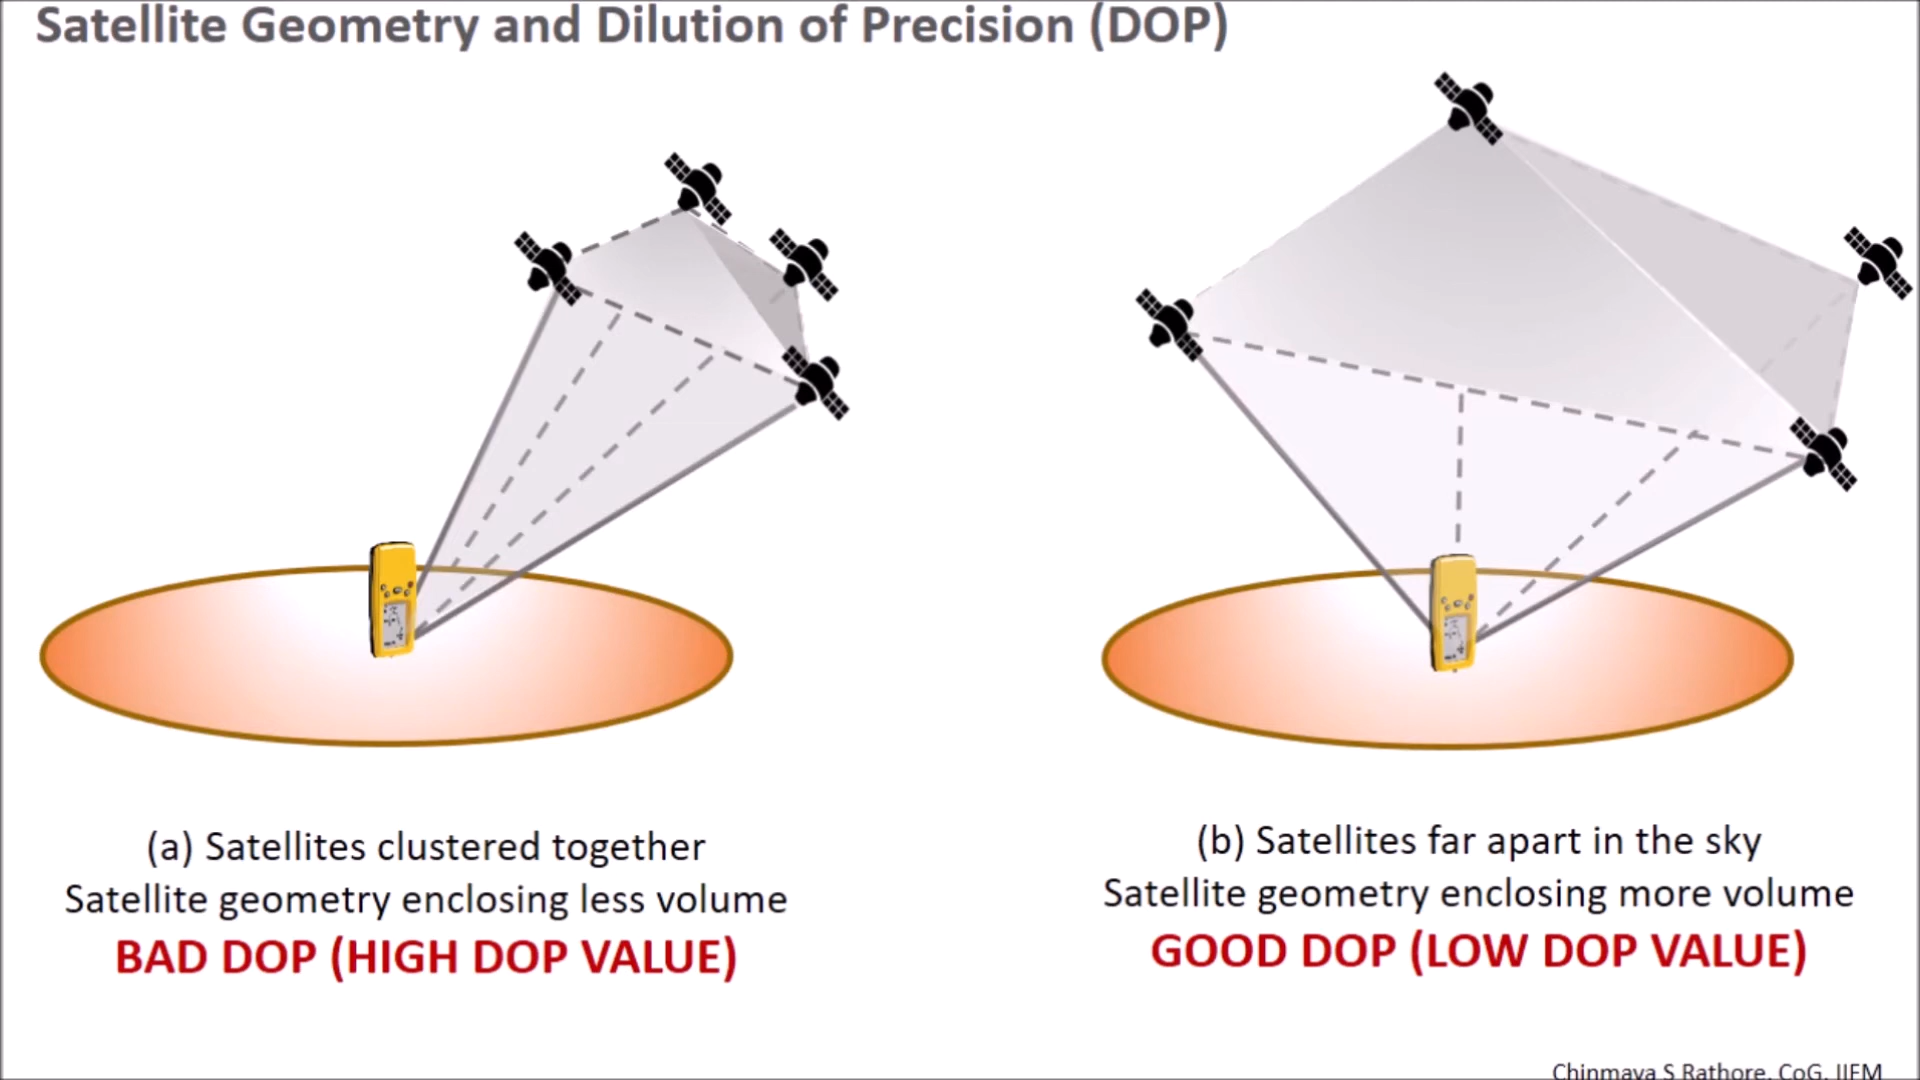 Satellite Geometry and Dilution of Precision (DOP)
(a) Satellites clustered together
Satellite geometry enclosing less volume
BAD DOP (HIGH DOP VALUE)
(b) Satellites far apart in the sky
Satellite geometry enclosing more volume
GOOD DOP (LOW DOP VALUE)
Chinmaya S Rathore, CoG, IIFM